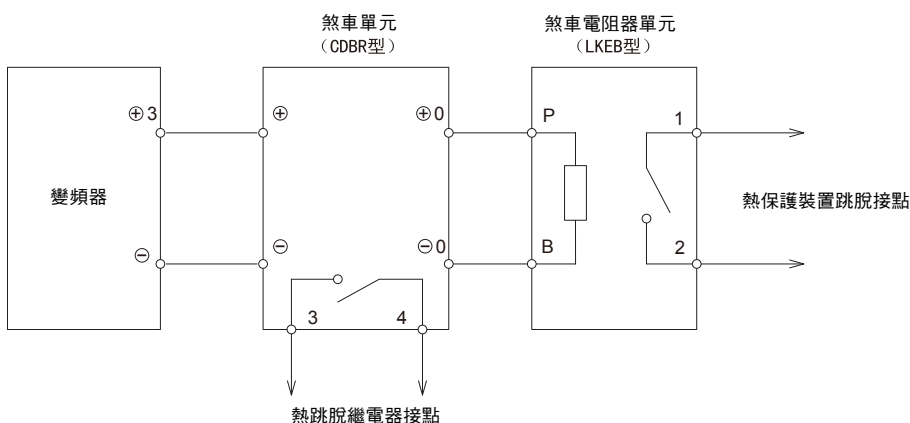 煞車單元
（CDBR型）
煞車電阻器單元
（LKEB型）
⊕3
⊕
⊕0
P
1
變頻器
熱保護裝置跳脫接點
⊖
⊖
⊖0
B
2
3
4
熱跳脫繼電器接點